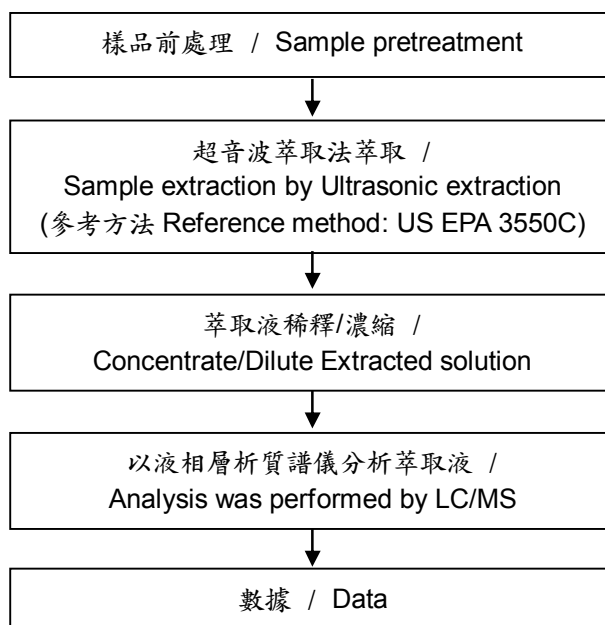 樣品前處理 / Sample pretreatment
超音波萃取法萃取 /
Sample extraction by Ultrasonic extraction
(參考方法 Reference method: US EPA 3550C)
萃取液稀釋/濃縮 /
Concentrate/Dilute Extracted solution
以液相層析質譜儀分析萃取液 /
Analysis was performed by LC/MS
數據 / Data